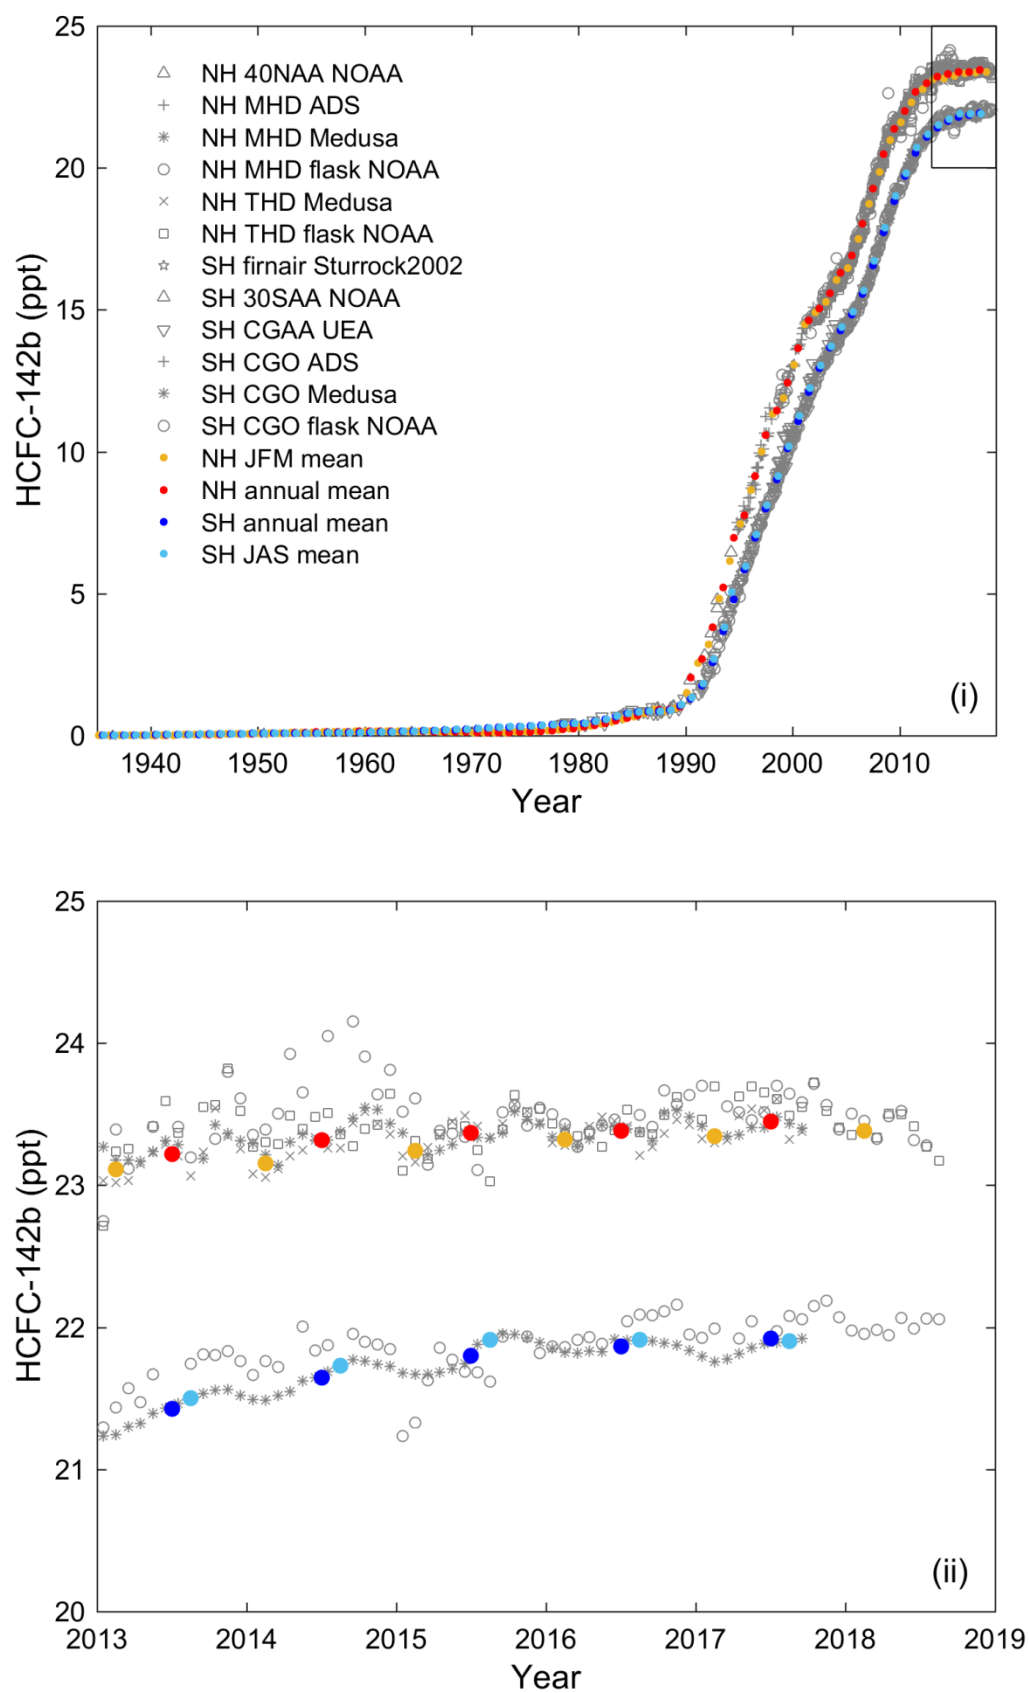 25
20
15
10
5
0
HCFC-142b (ppt)
NH 40NAA NOAA
NH MHD ADS
NH MHD Medusa
NH MHD flask NOAA
NH THD Medusa
NH THD flask NOAA
SH firnair Sturrock2002
SH 30SAA NOAA
SH CGAA UEA
SH CGO ADS
SH CGO Medusa
SH CGO flask NOAA
NH JFM mean
NH annual mean
SH annual mean
SH JAS mean
(i)
1940 1950 1960 1970 1980 1990 2000 2010
Year
25
24
23
22
21
20
HCFC-142b (ppt)
(ii)
2013 2014 2015 2016 2017 2018 2019
Year